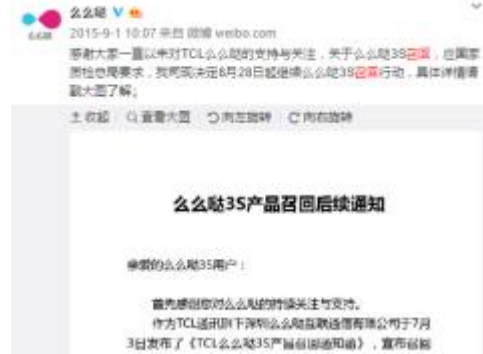 么么哒
2015-9-1 10:07 来自 微博 weibo.com
感谢大家一直以来对TCL么么哒的支持与关注，关于么么哒3S召回，应国家
质检总局要求，我司现决定8月28日起继续么么哒3S召回行动，具体详情请
戳大图了解：
收起 查看大图 向左旋转 向右旋转
么么哒3S产品召回后续通知
亲爱的么么哒3S用户：
首先感谢您对么么哒的持续关注与支持。
作为TCL通讯旗下深圳么么哒互联通信有限公司于7月
3日发布了《TCL么么哒3S产品召回通知函》，宣布召回